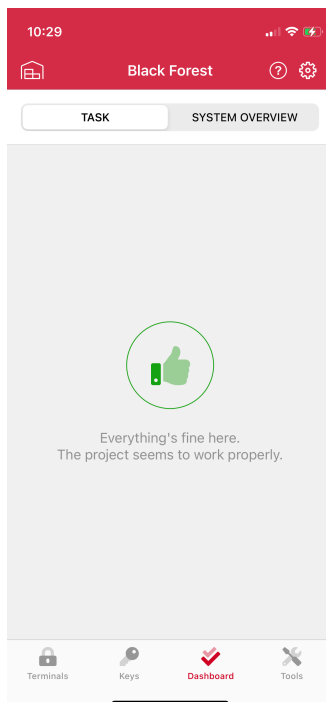 10:29
Black Forest
?
TASK
SYSTEM OVERVIEW
Everything's fine here.
The project seems to work properly.
Terminals
Keys
Dashboard
Tools